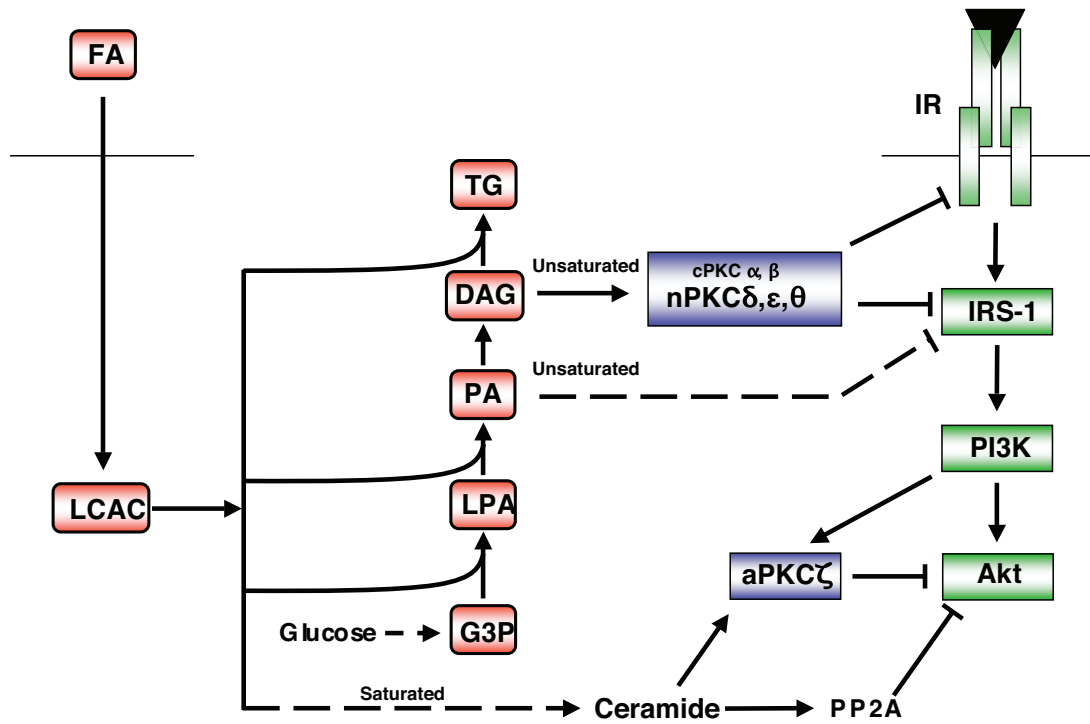 FA
IR
TG
Unsaturated
cPKC α, β
DAG
nPKCδ,ε,θ
IRS-1
Unsaturated
PA
PI3K
LCAC
LPA
aPKCζ
Akt
Glucose
G3P
Saturated
Ceramide
PP2A